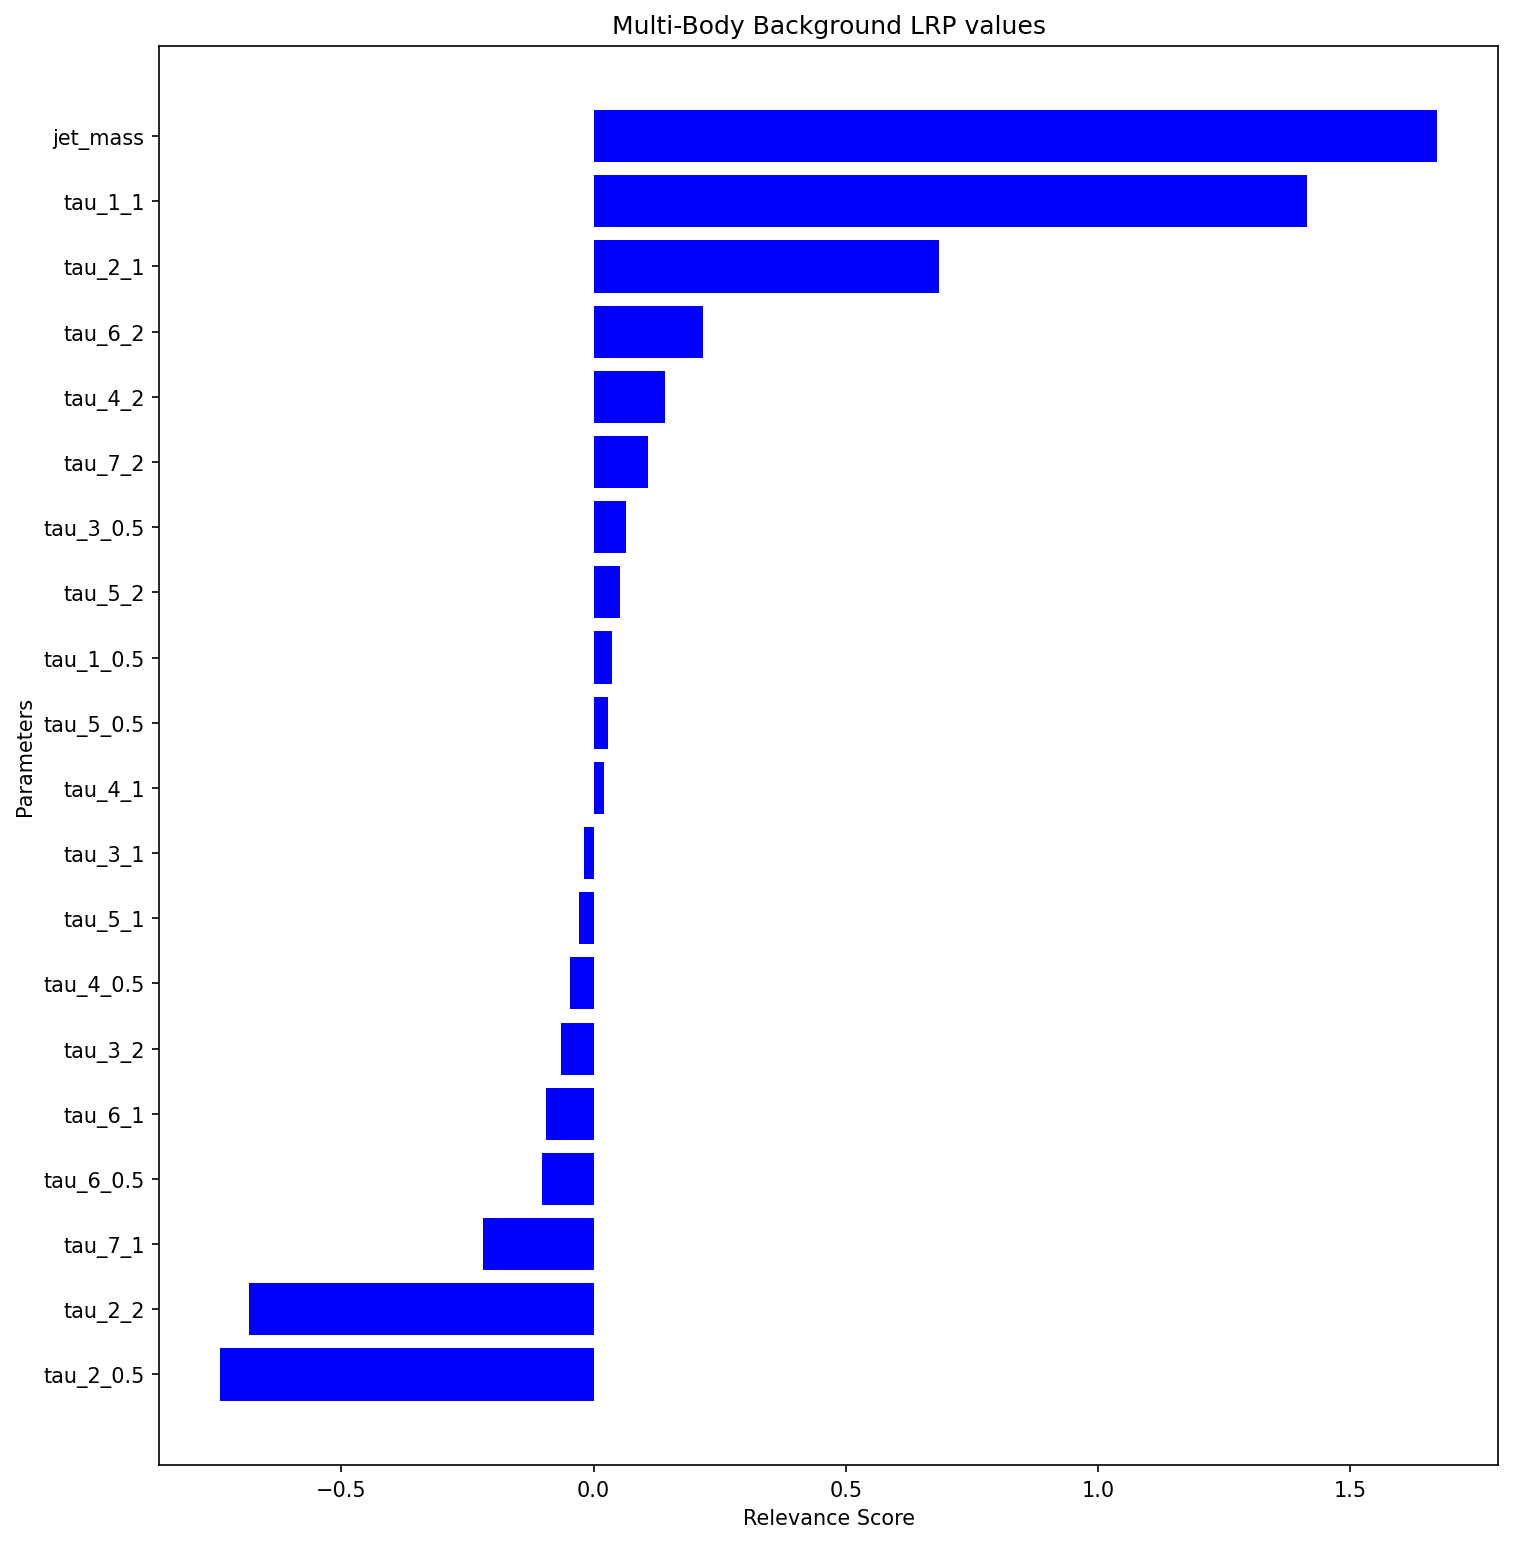 Multi-Body Background LRP values
jet_mass
tau_1_1
tau_2_1
tau_6_2
tau_4_2
tau_7_2
tau_3_0.5
tau_5_2
tau_1_0.5
tau_5_0.5
tau_4_1
tau_3_1
tau_5_1
tau_4_0.5
tau_3_2
tau_6_1
tau_6_0.5
tau_7_1
tau_2_2
tau_2_0.5
Parameters
−0.5 0.0 0.5 1.0 1.5
Relevance Score